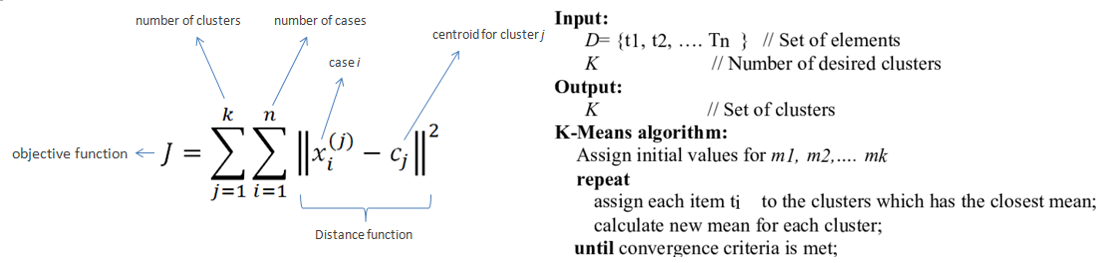 number of clusters
number of cases
case i
centroid for cluster j
objective function
J = \sum_{j=1}^{k} \sum_{i=1}^{n} \left\| x_i^{(j)} - c_j \right\|^2
Distance function
Input:
D= {t1, t2, …. Tn } // Set of elements
K // Number of desired clusters
Output:
K // Set of clusters
K-Means algorithm:
Assign initial values for m1, m2,.... mk
repeat
assign each item ti to the clusters which has the closest mean;
calculate new mean for each cluster;
until convergence criteria is met;